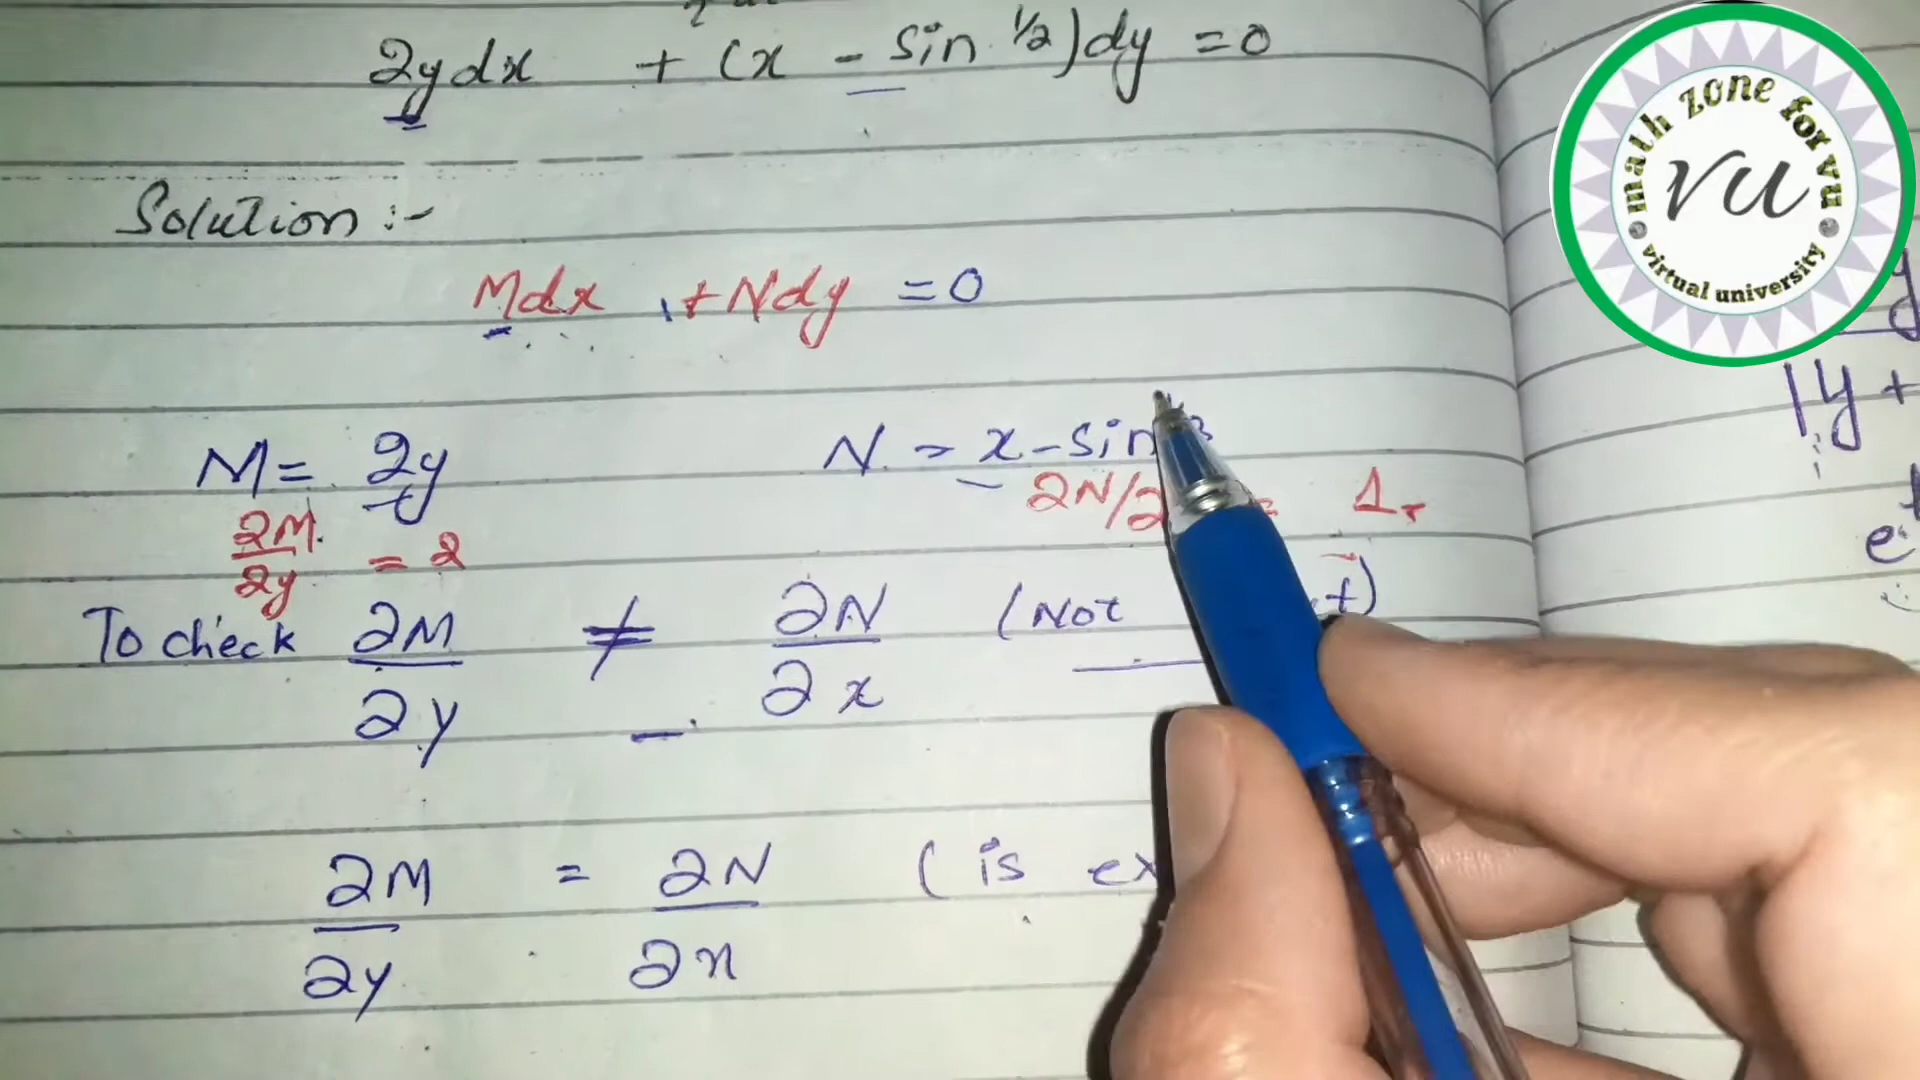 2ydx + (x - sin 1/2)dy = 0
Solution :-
Mdx + Ndy = 0
M = 2y
N = x - sin
∂M/∂y = 2
∂N/∂ = 1
To check ∂M/∂y ≠ ∂N/∂x (Not
∂M/∂y = ∂N/∂x (is ex
math zone for vu
vu
virtual university
y
1y +
e